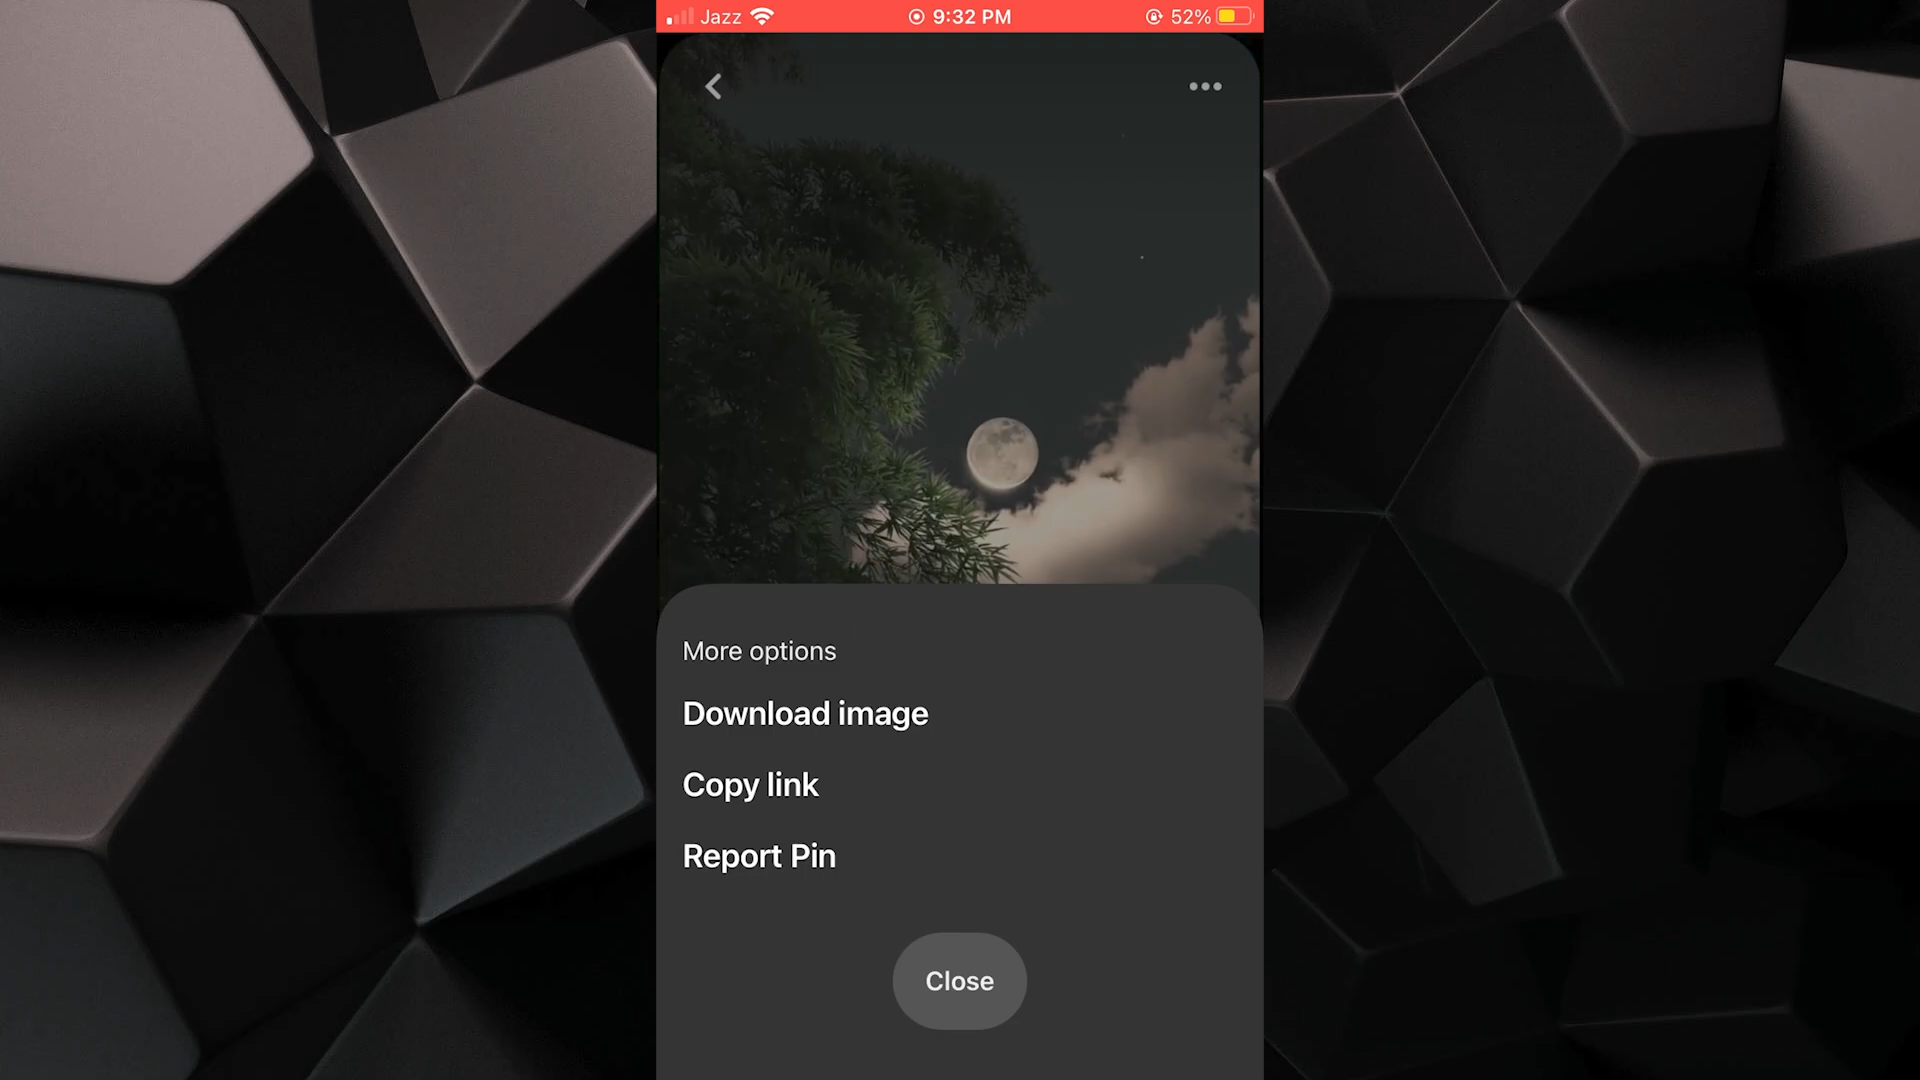 Jazz 9:32 PM 52%
More options
Download image
Copy link
Report Pin
Close